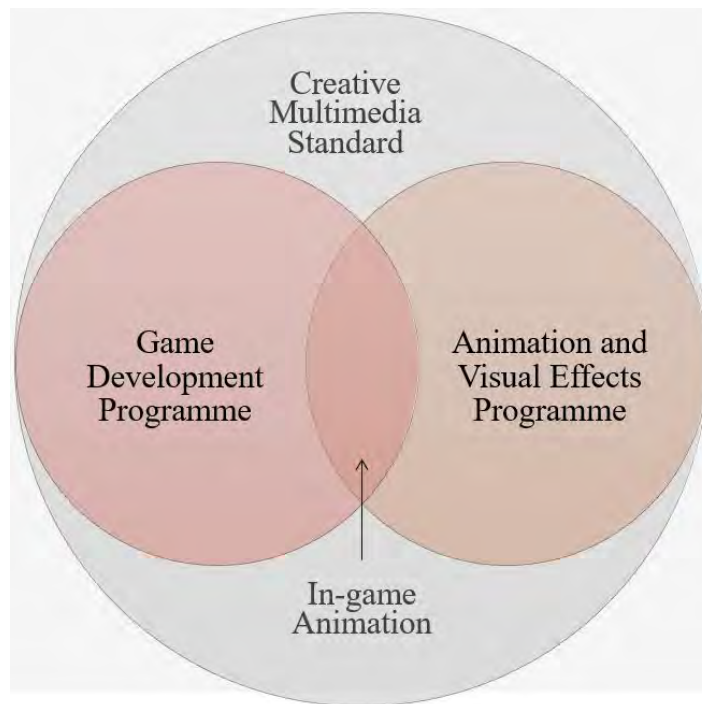 Creative
Multimedia
Standard
Game
Development
Programme
Animation and
Visual Effects
Programme
In-game
Animation